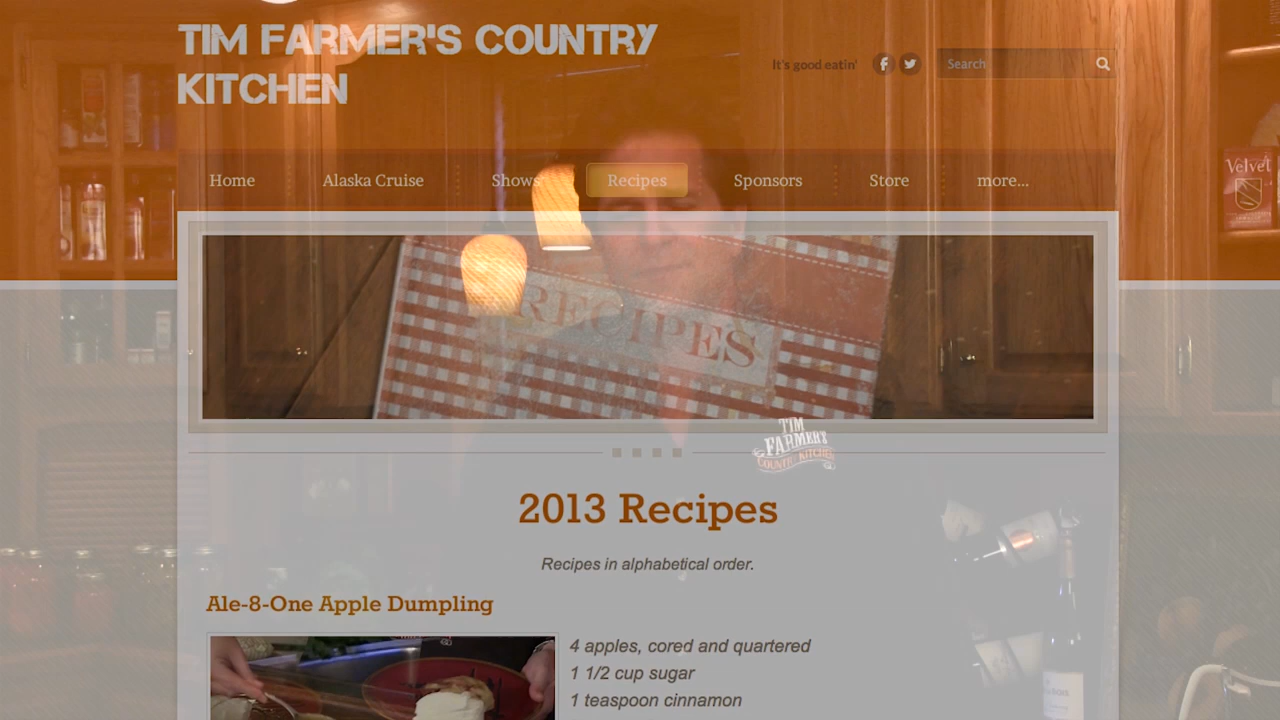 TIM FARMER'S COUNTRY
KITCHEN
It's good eatin'
Search
Home
Alaska Cruise
Shows
Recipes
Sponsors
Store
more...
Velvet
RECIPES
TIM
FARMER'S
COUNTRY KITCHEN
2013 Recipes
Recipes in alphabetical order.
Ale-8-One Apple Dumpling
4 apples, cored and quartered
1 1/2 cup sugar
1 teaspoon cinnamon